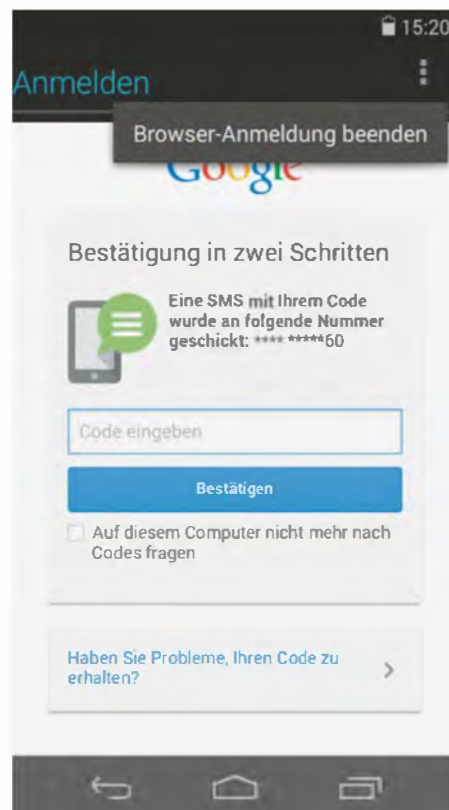 15:20
Anmelden
Browser-Anmeldung beenden
Google
Bestätigung in zwei Schritten
Eine SMS mit Ihrem Code
wurde an folgende Nummer
geschickt: **** *****60
Code eingeben
Bestätigen
Auf diesem Computer nicht mehr nach
Codes fragen
Haben Sie Probleme, Ihren Code zu
erhalten?